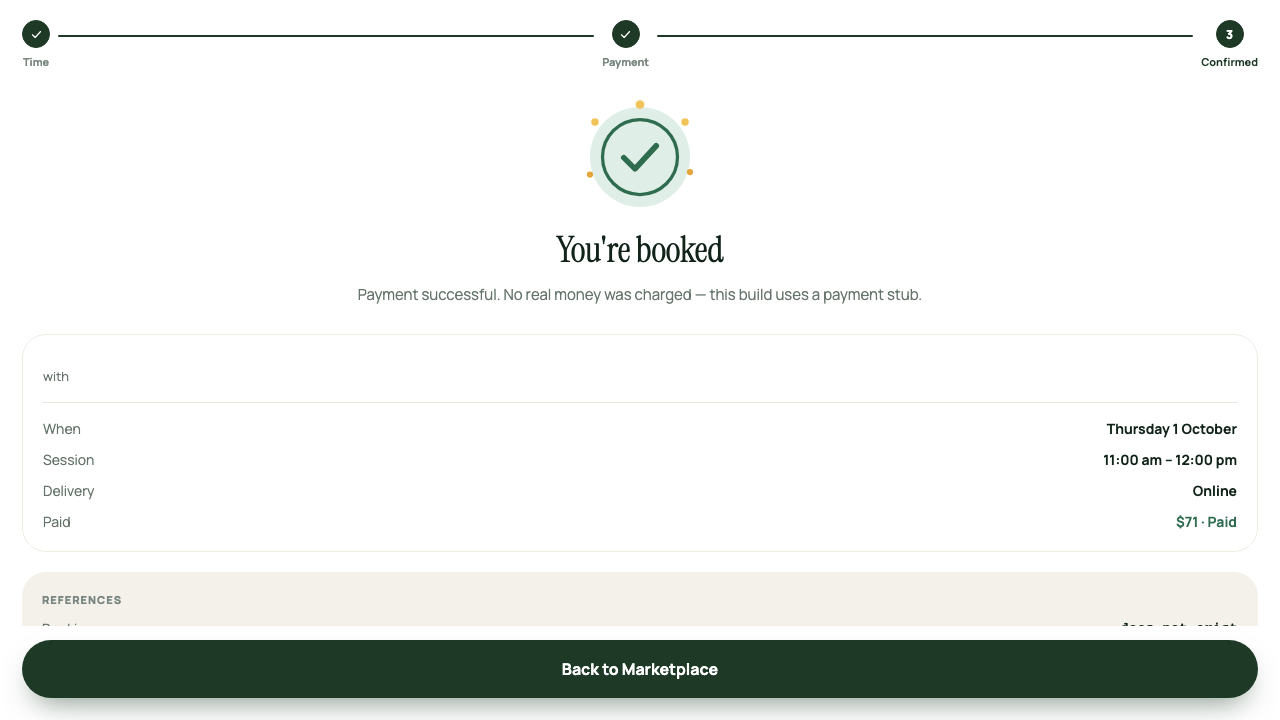 Time
Payment
3
Confirmed
You're booked
Payment successful. No real money was charged — this build uses a payment stub.
with
When Thursday 1 October
Session 11:00 am – 12:00 pm
Delivery Online
Paid $71 · Paid
REFERENCES
Back to Marketplace